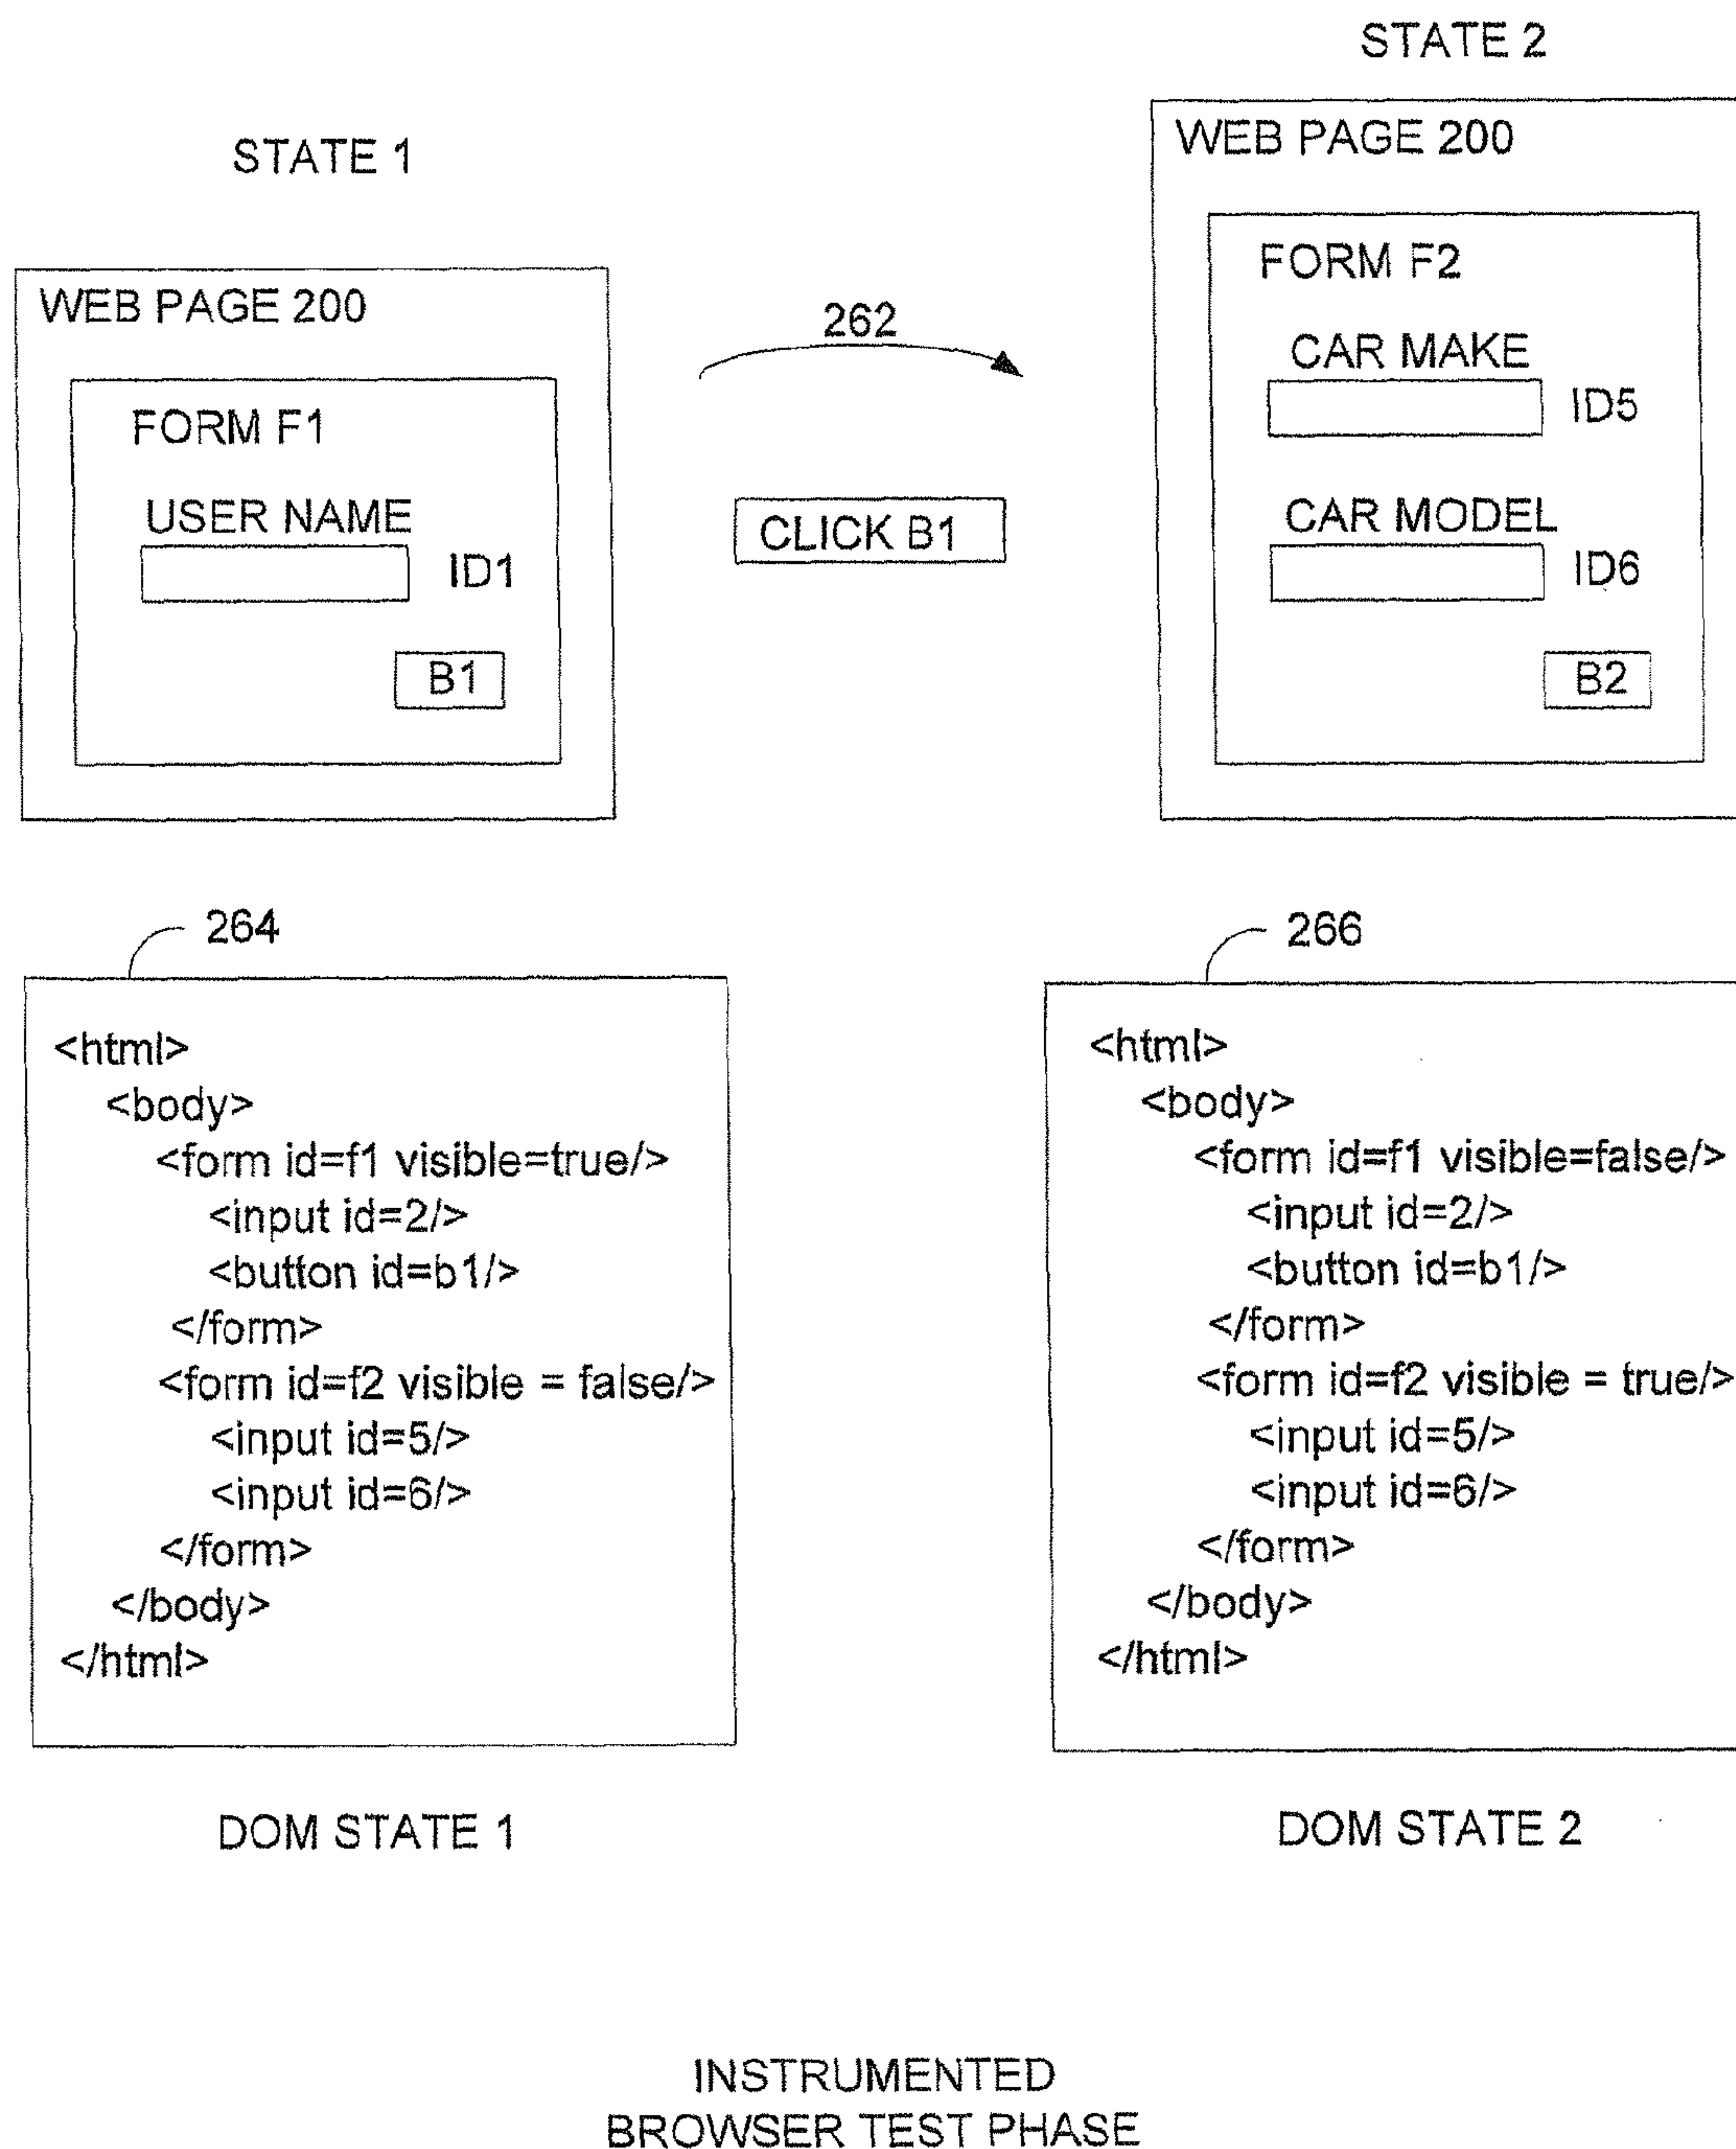 STATE 1
WEB PAGE 200
FORM F1
USER NAME
ID1
B1
262
CLICK B1
STATE 2
WEB PAGE 200
FORM F2
CAR MAKE
ID5
CAR MODEL
ID6
B2
264
<html>
<body>
<form id=f1 visible=true/>
<input id=2/>
<button id=b1/>
</form>
<form id=f2 visible = false/>
<input id=5/>
<input id=6/>
</form>
</body>
</html>
DOM STATE 1
266
<html>
<body>
<form id=f1 visible=false/>
<input id=2/>
<button id=b1/>
</form>
<form id=f2 visible = true/>
<input id=5/>
<input id=6/>
</form>
</body>
</html>
DOM STATE 2
INSTRUMENTED
BROWSER TEST PHASE